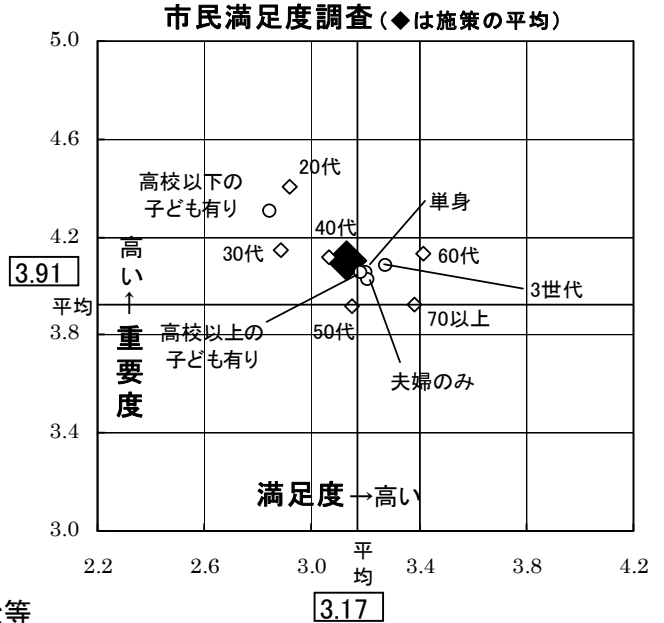 市民満足度調査(◆は施策の平均)
5.0
4.6
20代
高校以下の
子ども有り
単身
4.2
40代
高い→重要度
30代
60代
3.91
平均
3世代
3.8
高校以上の
子ども有り
50代
70以上
夫婦のみ
3.4
満足度→高い
3.0
2.2
2.6
3.0
平均
3.4
3.8
4.2
3.17
等